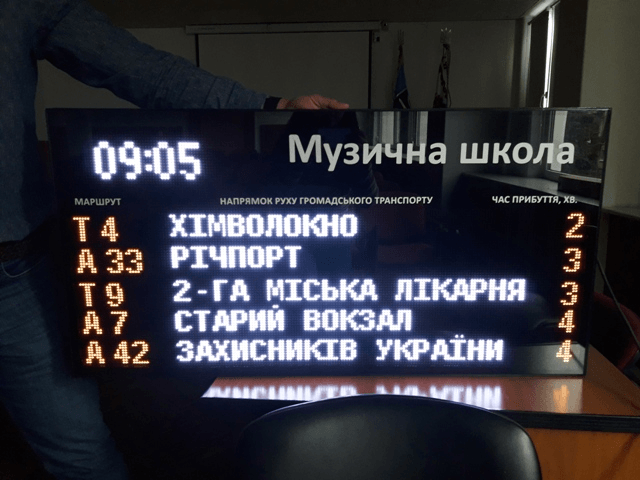 09:05 Музична школа
МАРШРУТ НАПРЯМОК РУХУ ГРОМАДСЬКОГО ТРАНСПОРТУ ЧАС ПРИБУТТЯ, ХВ.
Т 4 ХІМВОЛОКНО 2
А 33 РІЧПОРТ 3
Т 9 2-ГА МІСЬКА ЛІКАРНЯ 3
А 7 СТАРИЙ ВОКЗАЛ 4
А 42 ЗАХИСНИКІВ УКРАЇНИ 4